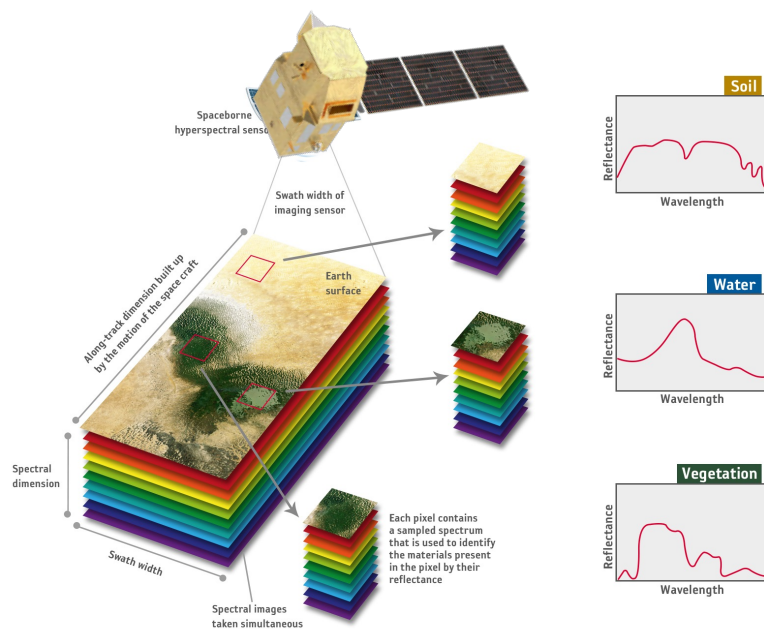 Spaceborne
hyperspectral senso
Swath width of
imaging sensor
Earth
surface
Along-track dimension built up
by the motion of the space craft
Spectral
dimension
Swath width
Spectral images
taken simultaneous
Each pixel contains
a sampled spectrum
that is used to identify
the materials present
in the pixel by their
reflectance
Soil
Reflectance
Wavelength
Water
Reflectance
Wavelength
Vegetation
Reflectance
Wavelength